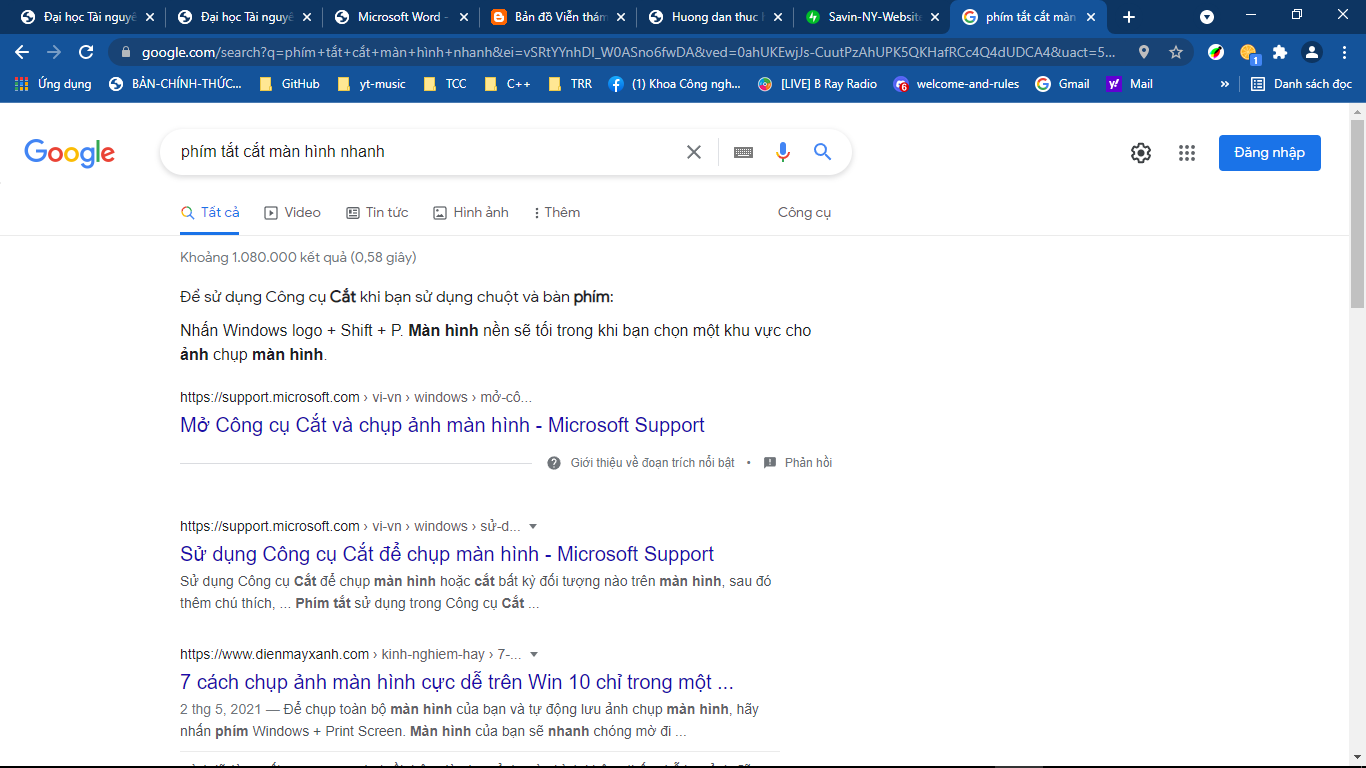 Đại học Tài nguyê
Đại học Tài nguyê
Microsoft Word -
Bản đồ Viễn thám
Huong dan thuc h
Savin-NY-Website
phím tắt cắt màn
google.com/search?q=phím+tắt+cắt+màn+hình+nhanh&ei=vSRtYYnhDI_W0ASno6fwDA&ved=0ahUKEwjJs-CuutPzAhUPK5QKHafRCc4Q4dUDCA4&uact=5...
1
Ứng dụng
BẢN-CHÍNH-THỨC...
GitHub
yt-music
TCC
C++
TRR
(1) Khoa Công nghệ...
[LIVE] B Ray Radio
6
welcome-and-rules
Gmail
Mail
»
Danh sách đọc
Google
phím tắt cắt màn hình nhanh
Đăng nhập
Tất cả
Video
Tin tức
Hình ảnh
Thêm
Công cụ
Khoảng 1.080.000 kết quả (0,58 giây)
Để sử dụng Công cụ Cắt khi bạn sử dụng chuột và bàn phím:
Nhấn Windows logo + Shift + P. Màn hình nền sẽ tối trong khi bạn chọn một khu vực cho
ảnh chụp màn hình.
https://support.microsoft.com › vi-vn › windows › mở-cô...
Mở Công cụ Cắt và chụp ảnh màn hình - Microsoft Support
Giới thiệu về đoạn trích nổi bật • Phản hồi
https://support.microsoft.com › vi-vn › windows › sử-d...
Sử dụng Công cụ Cắt để chụp màn hình - Microsoft Support
Sử dụng Công cụ Cắt để chụp màn hình hoặc cắt bất kỳ đối tượng nào trên màn hình, sau đó
thêm chú thích, ... Phím tắt sử dụng trong Công cụ Cắt ...
https://www.dienmayxanh.com › kinh-nghiem-hay › 7-...
7 cách chụp ảnh màn hình cực dễ trên Win 10 chỉ trong một ...
2 thg 5, 2021 — Để chụp toàn bộ màn hình của bạn và tự động lưu ảnh chụp màn hình, hãy
nhấn phím Windows + Print Screen. Màn hình của bạn sẽ nhanh chóng mờ đi ...